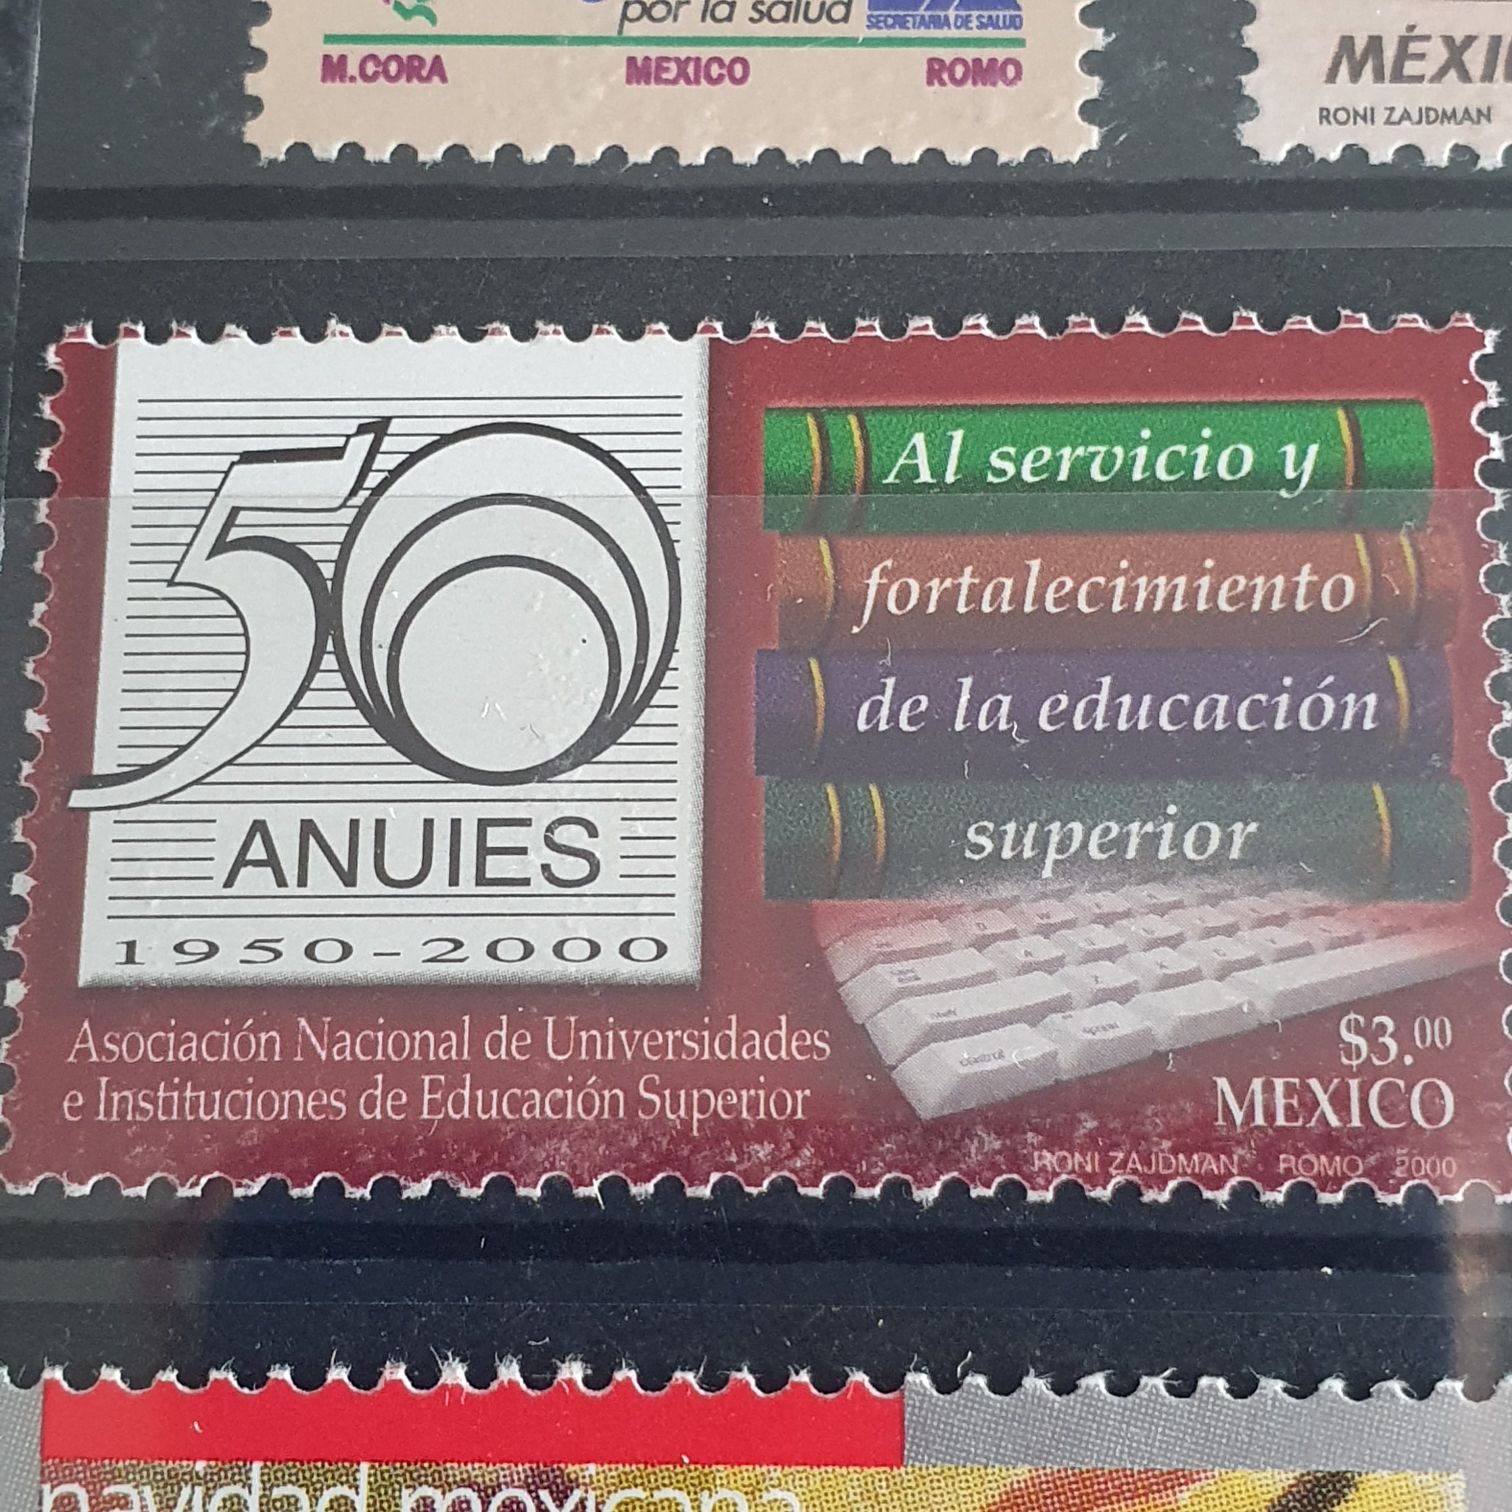 por la salud
SECRETARIA DE SALUD
M.CORA MEXICO ROMO
RONI ZAJDMAN
50
ANUIES
1950-2000
Al servicio y
fortalecimiento
de la educación
superior
control
Asociación Nacional de Universidades
e Instituciones de Educación Superior
$3.00
MEXICO
RONI ZAJDMAN ROMO 2000
navidad mexicana